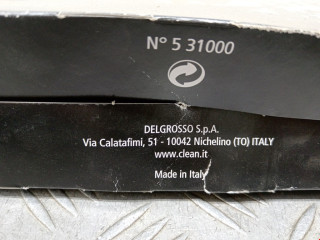 N° 5 31000
DELGROSSO S.p.A.
Via Calatafimi, 51 - 10042 Nichelino (TO) ITALY
www.clean.it
Made in Italy